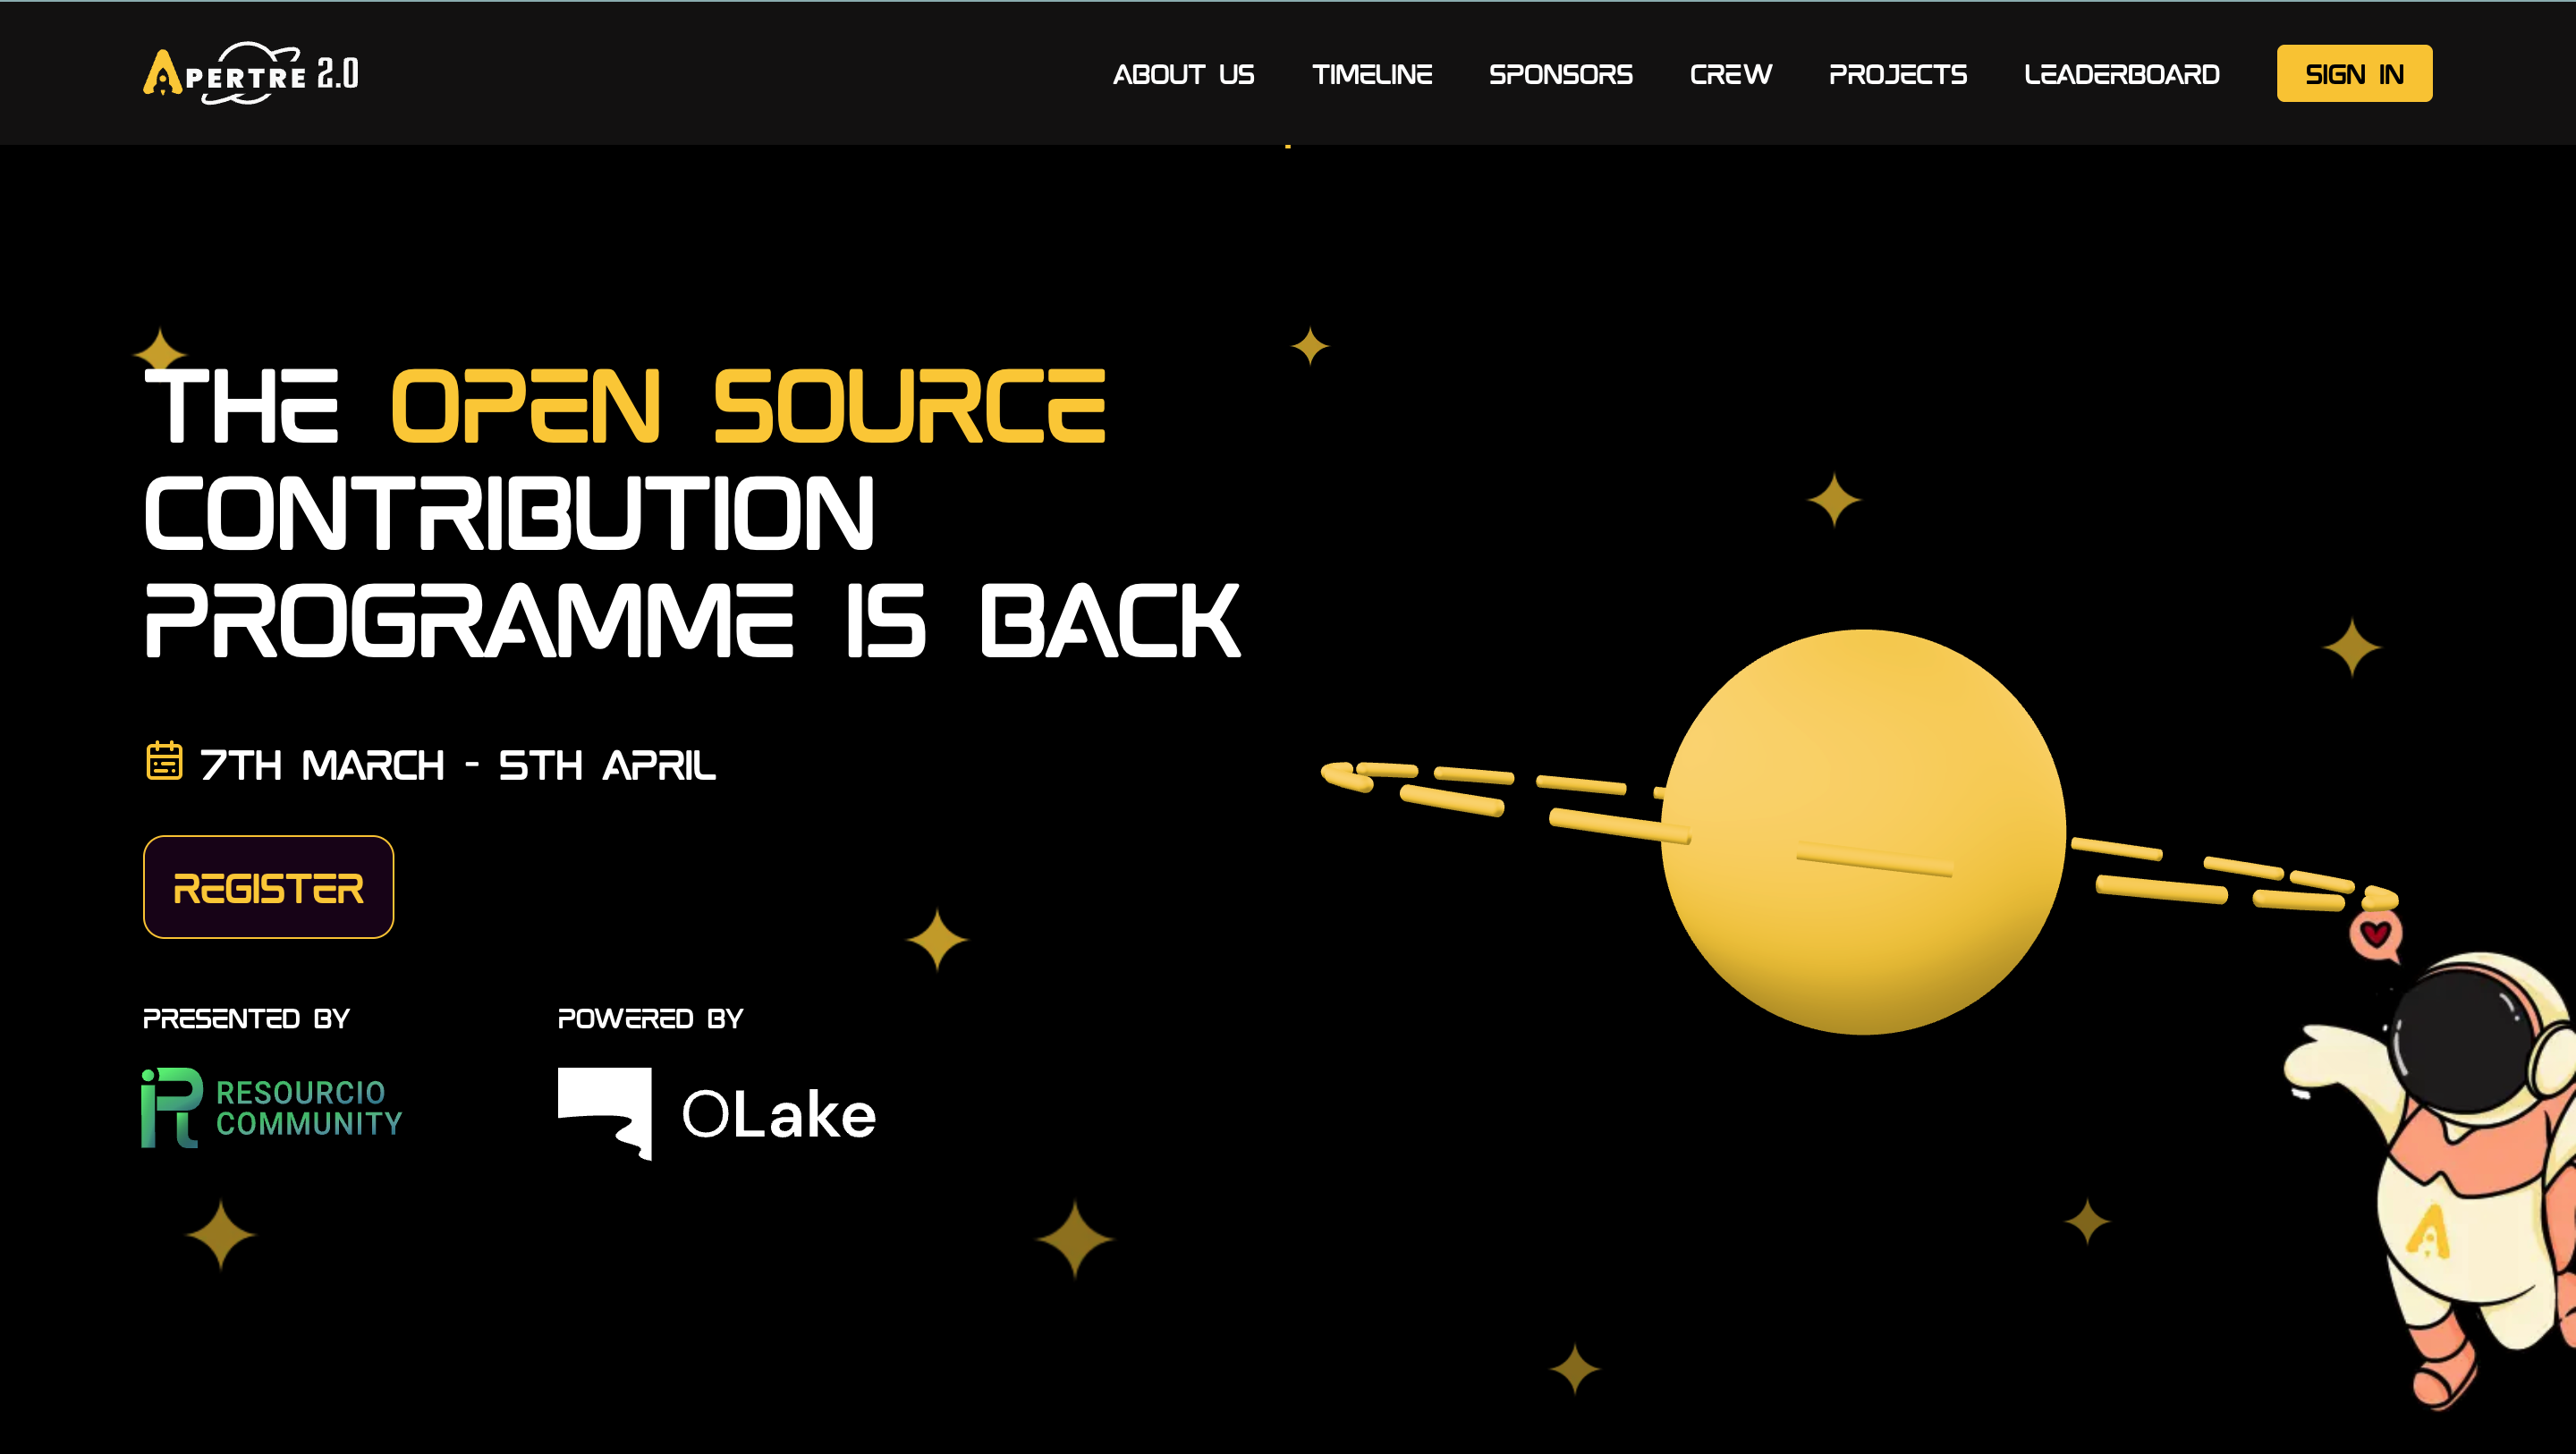 APERTRE 2.0
ABOUT US
TIMELINE
SPONSORS
CREW
PROJECTS
LEADERBOARD
SIGN IN
THE OPEN SOURCE
CONTRIBUTION
PROGRAMME IS BACK
7TH MARCH - 5TH APRIL
REGISTER
PRESENTED BY
POWERED BY
RESOURCIO
COMMUNITY
OLake
A